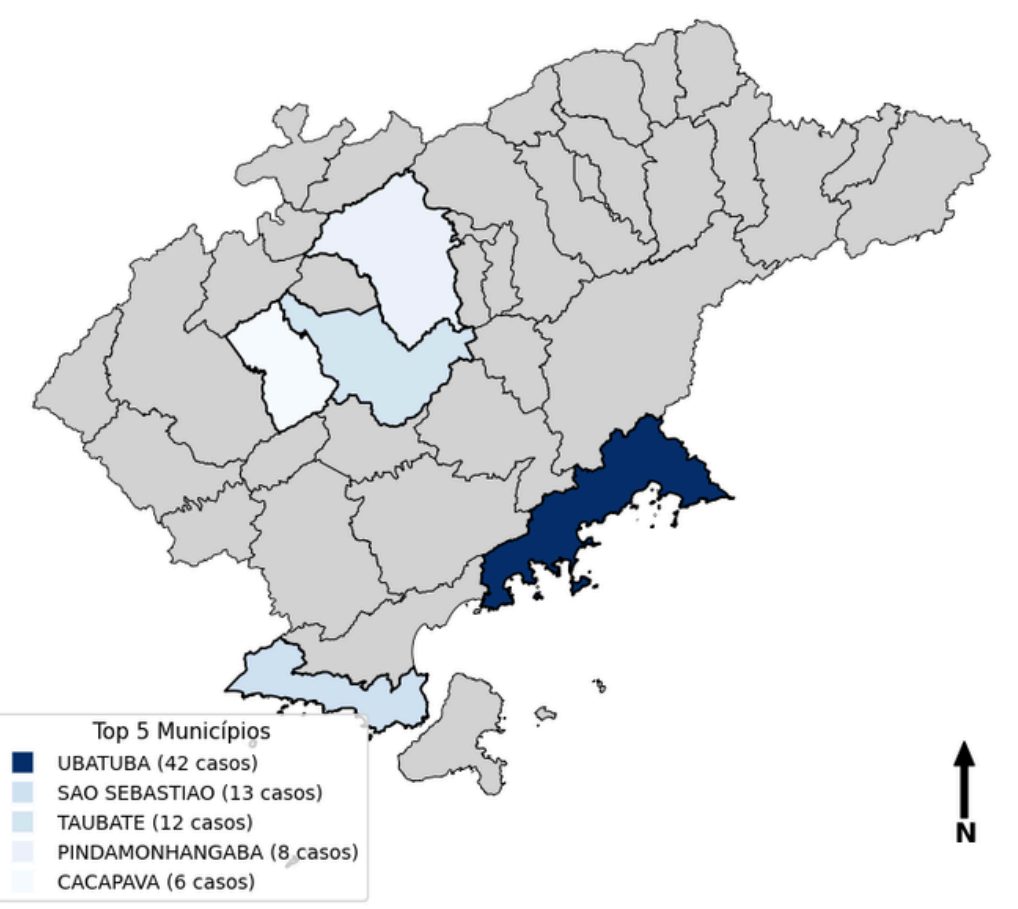 Top 5 Municípios
UBATUBA (42 casos)
SAO SEBASTIAO (13 casos)
TAUBATE (12 casos)
PINDAMONHANGABA (8 casos)
CACAPAVA (6 casos)
N